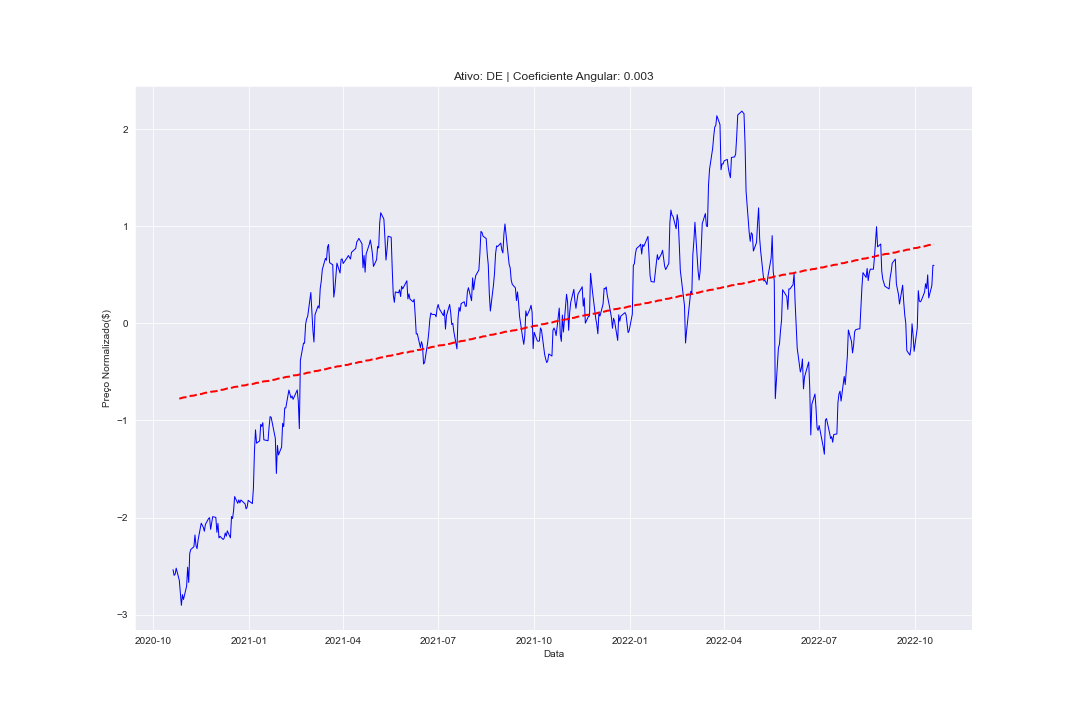 Ativo: DE | Coeficiente Angular: 0.003
Preço Normalizado($)
2
1
0
−1
−2
−3
2020-10 2021-01 2021-04 2021-07 2021-10 2022-01 2022-04 2022-07 2022-10
Data